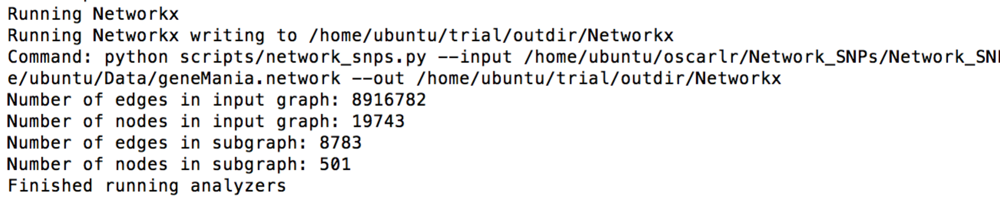 Running Networkx
Running Networkx writing to /home/ubuntu/trial/outdir/Networkx
Command: python scripts/network_snps.py --input /home/ubuntu/oscarlr/Network_SNPs/Network_SN
e/ubuntu/Data/geneMania.network --out /home/ubuntu/trial/outdir/Networkx
Number of edges in input graph: 8916782
Number of nodes in input graph: 19743
Number of edges in subgraph: 8783
Number of nodes in subgraph: 501
Finished running analyzers